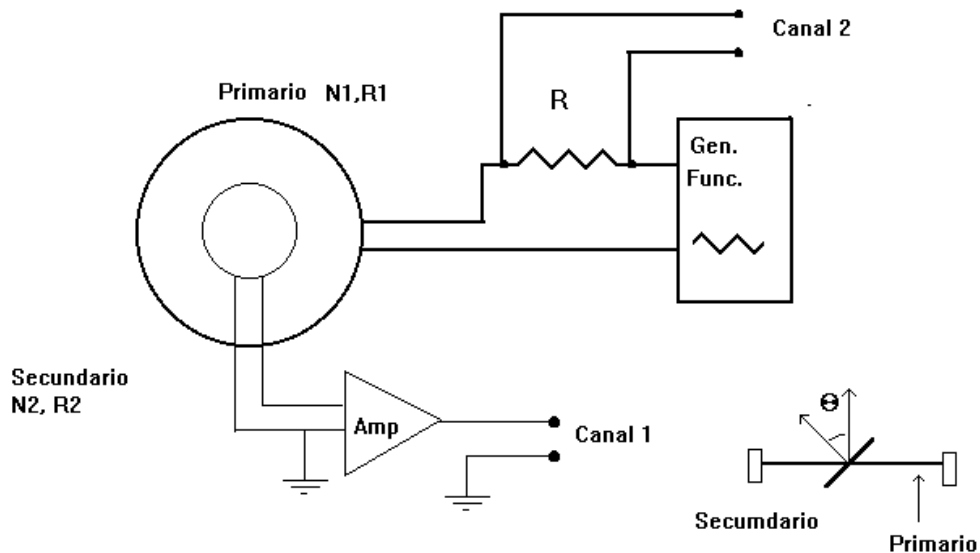 Canal 2
Primario N1,R1
R
Gen.
Func.
Secundario
N2, R2
Amp
Canal 1
Θ
Secumdario
Primario